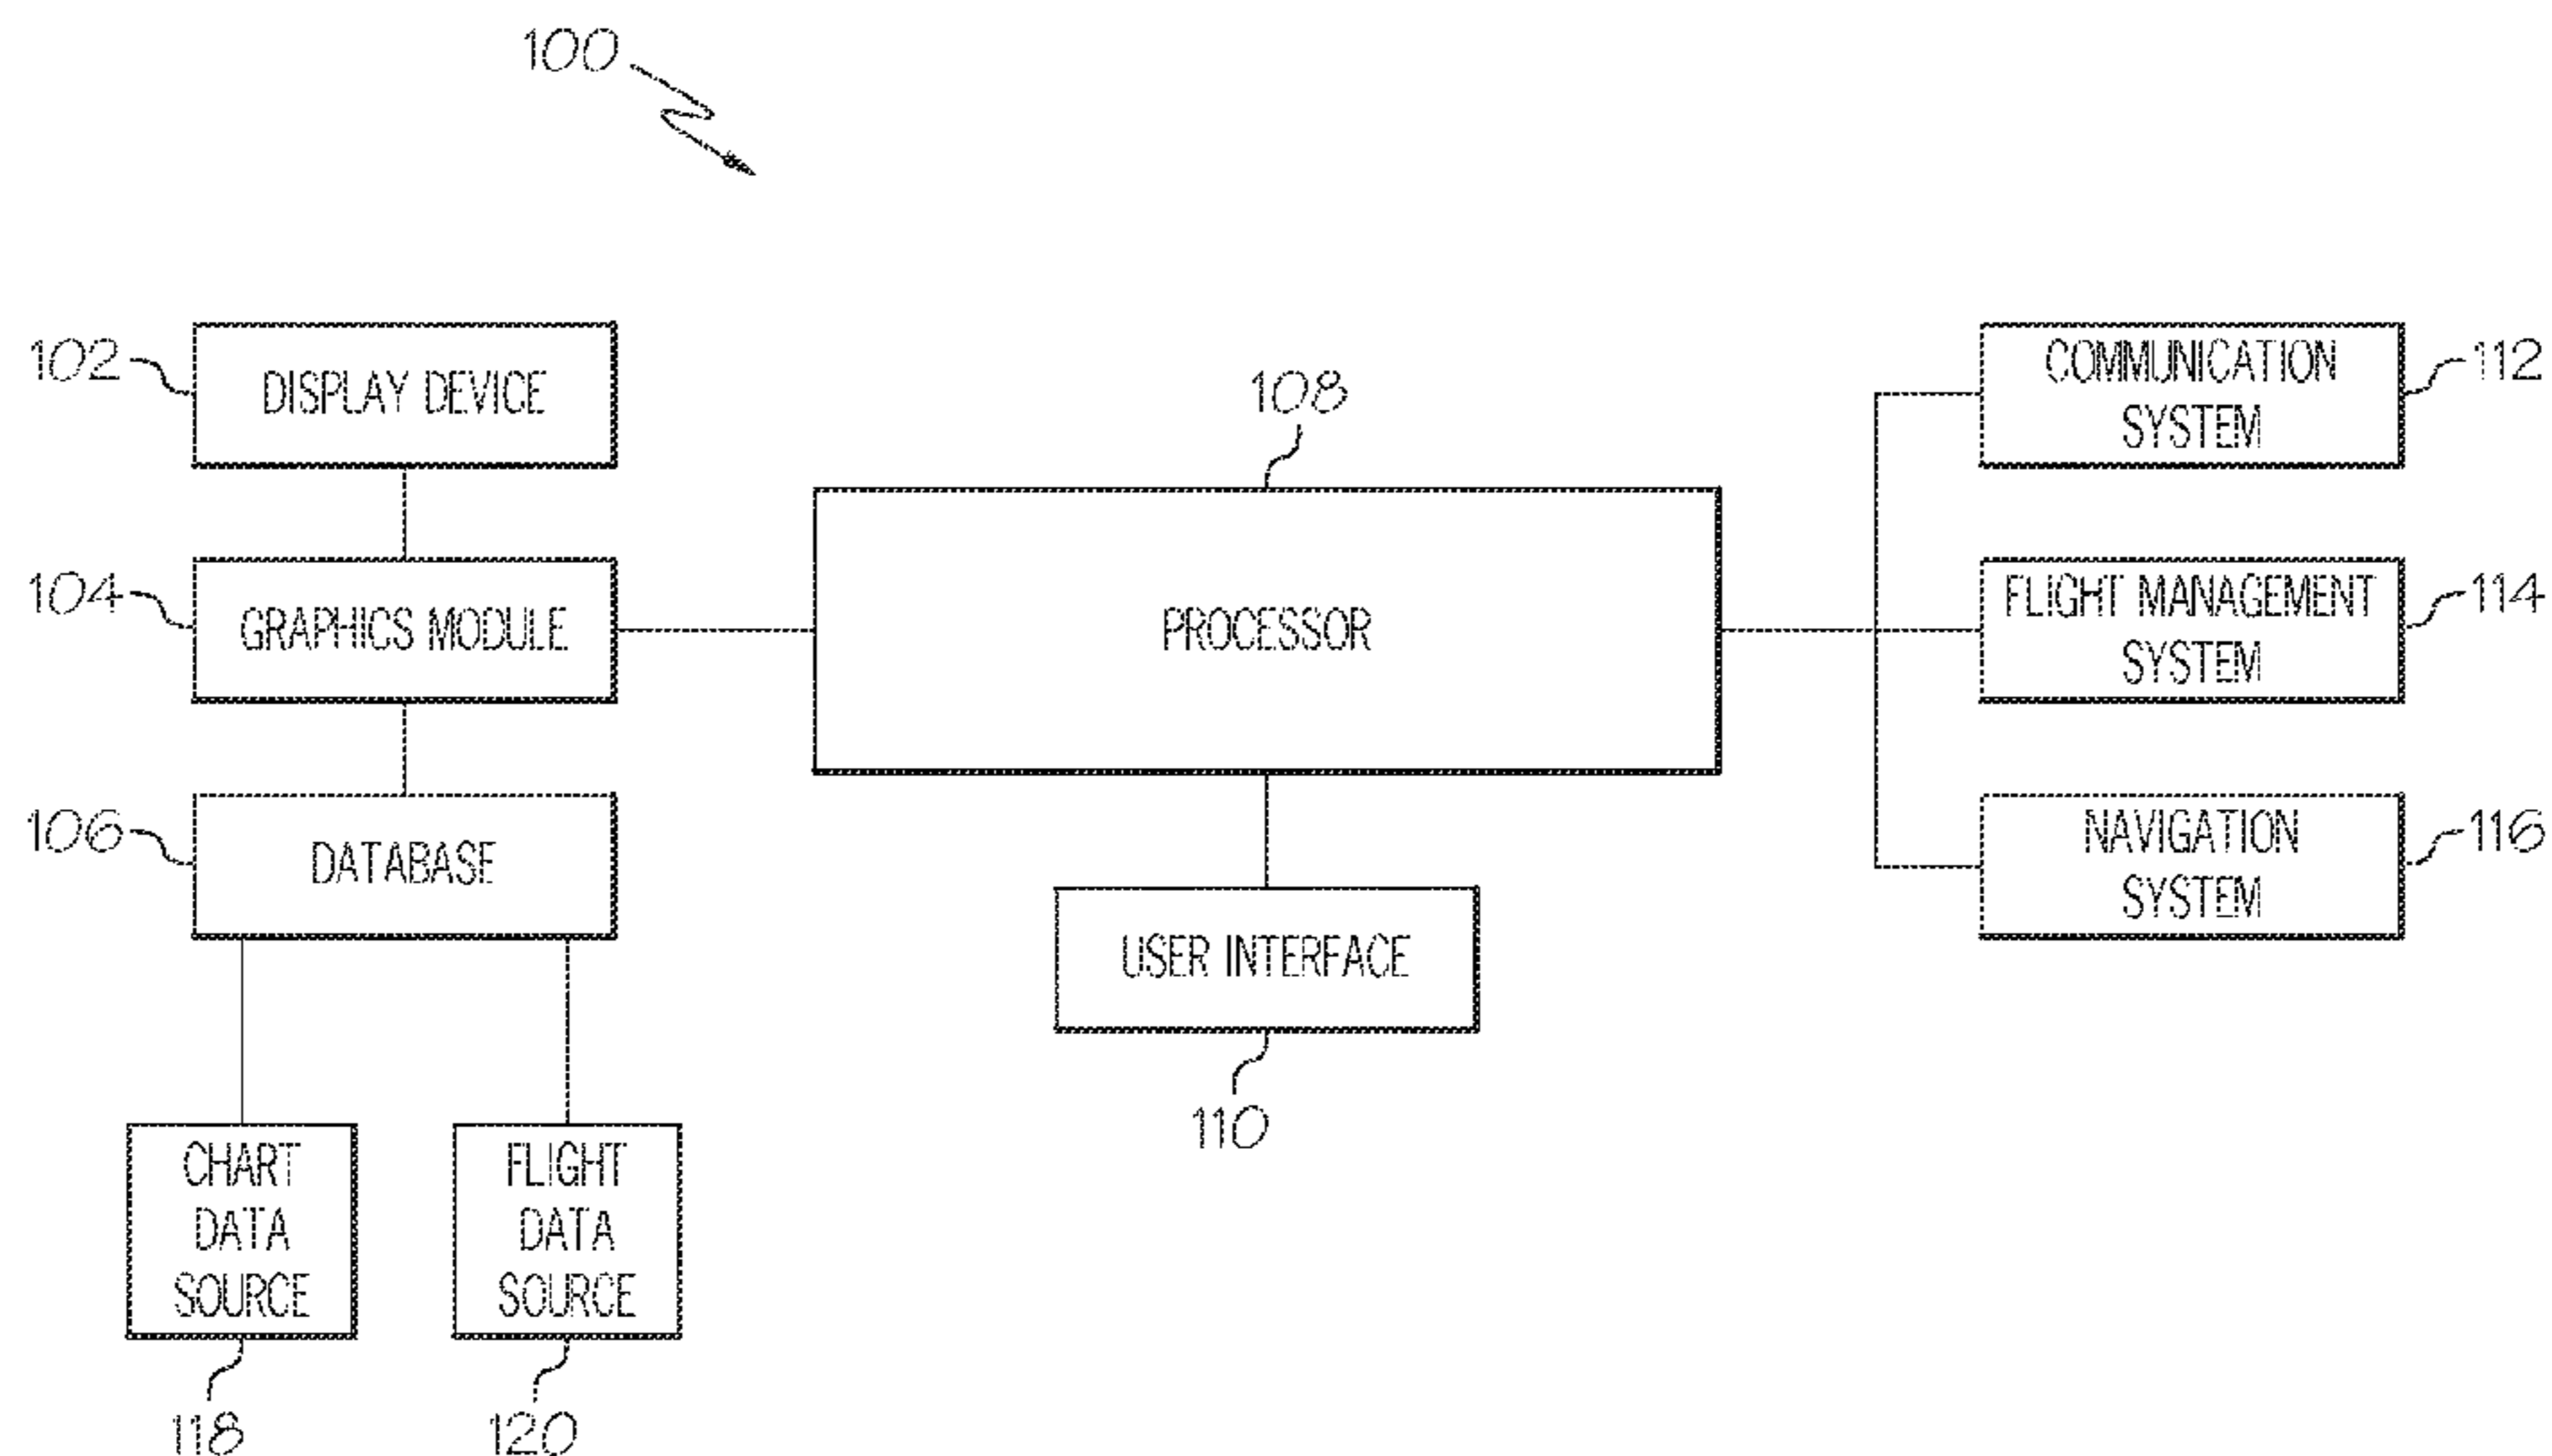 100
102
DISPLAY DEVICE
104
GRAPHICS MODULE
106
DATABASE
CHART
DATA
SOURCE
118
FLIGHT
DATA
SOURCE
120
108
PROCESSOR
USER INTERFACE
110
COMMUNICATION
SYSTEM
112
FLIGHT MANAGEMENT
SYSTEM
114
NAVIGATION
SYSTEM
116